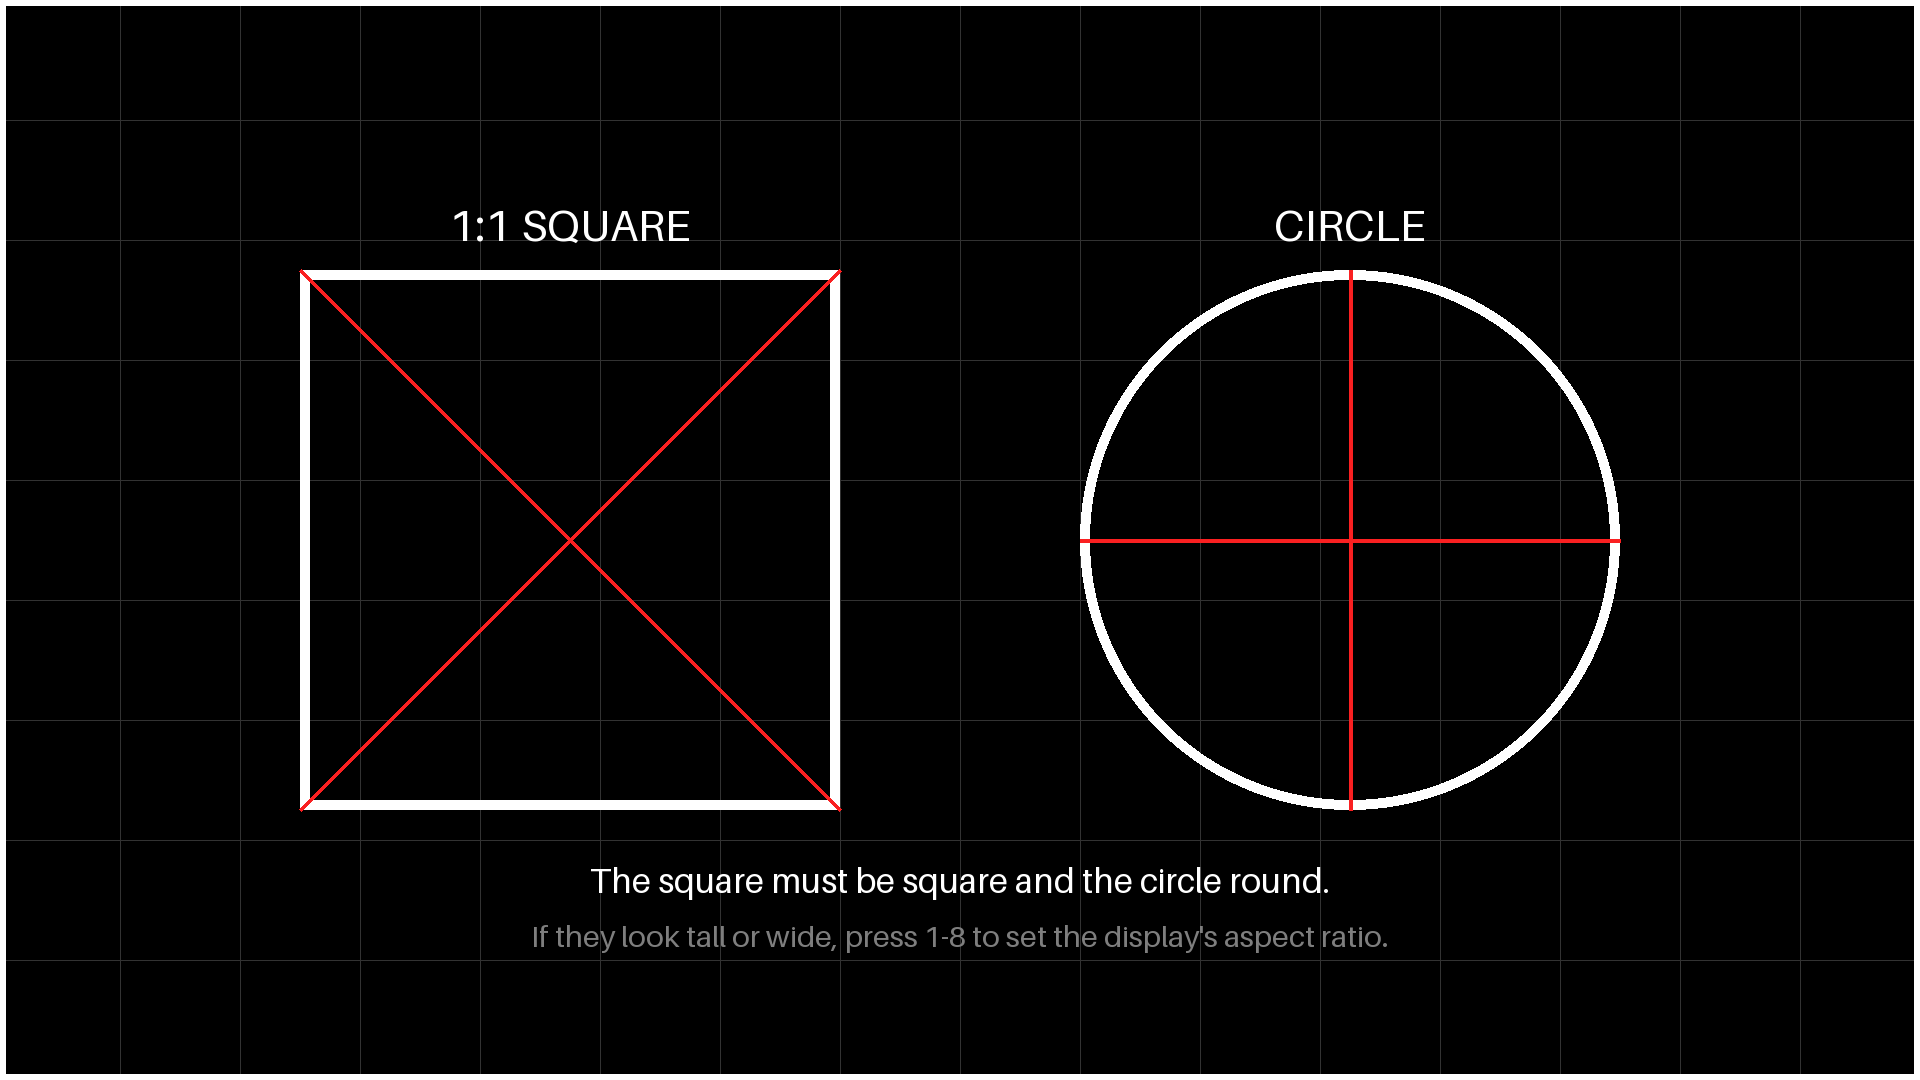 1:1 SQUARE
CIRCLE
The square must be square and the circle round.
If they look tall or wide, press 1-8 to set the display's aspect ratio.